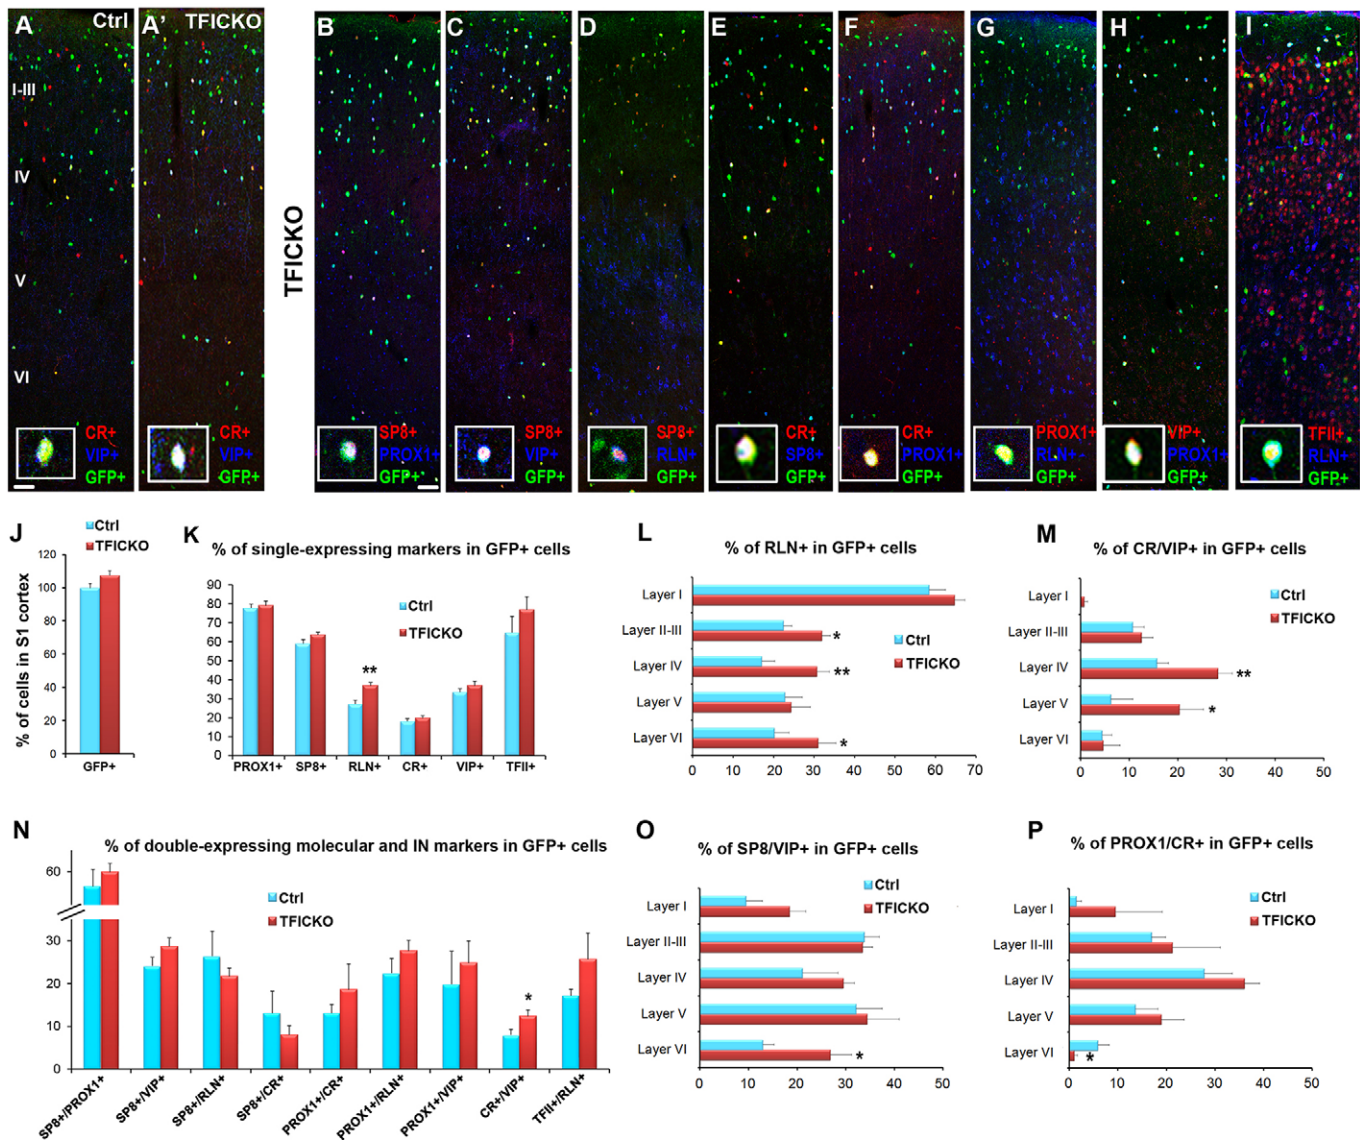 A
Ctrl
A'
TFICKO
B
C
D
E
F
G
H
I
I-III
IV
V
VI
TFICKO
CR+
VIP+
GFP+
CR+
VIP+
GFP+
SP8+
PROX1+
GFP+
SP8+
VIP+
GFP+
SP8+
RLN+
GFP+
CR+
SP8+
GFP+
CR+
PROX1+
GFP+
PROX1+
RLN+
GFP+
VIP+
PROX1+
GFP+
TFII+
RLN+
GFP+
J
Ctrl
TFICKO
% of cells in S1 cortex
120
100
80
60
40
20
0
GFP+
K
% of single-expressing markers in GFP+ cells
Ctrl
TFICKO
90
80
70
60
50
40
30
20
10
0
**
PROX1+ SP8+ RLN+ CR+ VIP+ TFII+
L
% of RLN+ in GFP+ cells
Layer I
Layer II-III *
Layer IV **
Layer V
Layer VI *
Ctrl
TFICKO
0 10 20 30 40 50 60 70
M
% of CR/VIP+ in GFP+ cells
Ctrl
TFICKO
Layer I
Layer II-III
Layer IV **
Layer V *
Layer VI
0 10 20 30 40 50
N
% of double-expressing molecular and IN markers in GFP+ cells
Ctrl
TFICKO
60
30
20
10
0
*
SP8+/PROX1+ SP8+/VIP+ SP8+/RLN+ SP8+/CR+ PROX1+/CR+ PROX1+/RLN+ PROX1+/VIP+ CR+/VIP+ TFII+/RLN+
O
% of SP8/VIP+ in GFP+ cells
Ctrl
TFICKO
Layer I
Layer II-III
Layer IV
Layer V
Layer VI *
0 10 20 30 40 50
P
% of PROX1/CR+ in GFP+ cells
Ctrl
TFICKO
Layer I
Layer II-III
Layer IV
Layer V
Layer VI *
0 10 20 30 40 50